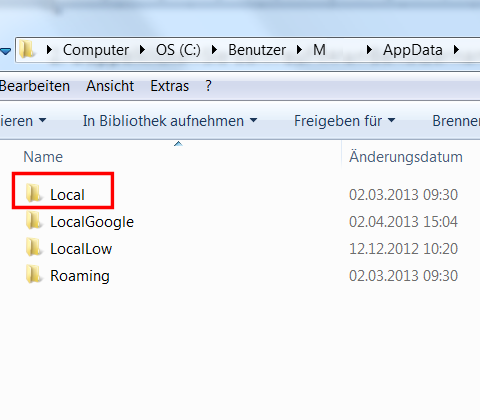 Computer OS (C:) Benutzer M AppData
Bearbeiten Ansicht Extras ?
ieren In Bibliothek aufnehmen Freigeben für Brennen
Name Änderungsdatum
Local 02.03.2013 09:30
LocalGoogle 02.04.2013 15:04
LocalLow 12.12.2012 10:20
Roaming 02.03.2013 09:30